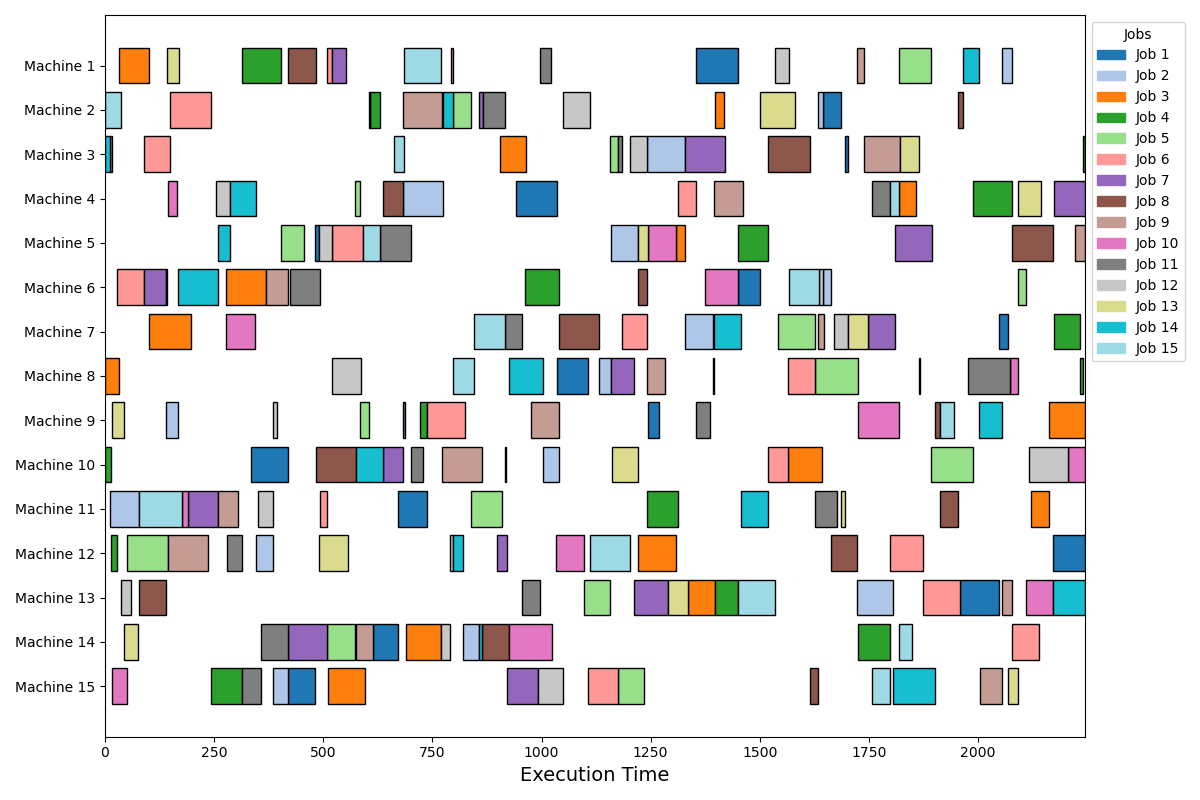 Machine 1
Machine 2
Machine 3
Machine 4
Machine 5
Machine 6
Machine 7
Machine 8
Machine 9
Machine 10
Machine 11
Machine 12
Machine 13
Machine 14
Machine 15
0 250 500 750 1000 1250 1500 1750 2000
Execution Time
Jobs
Job 1
Job 2
Job 3
Job 4
Job 5
Job 6
Job 7
Job 8
Job 9
Job 10
Job 11
Job 12
Job 13
Job 14
Job 15